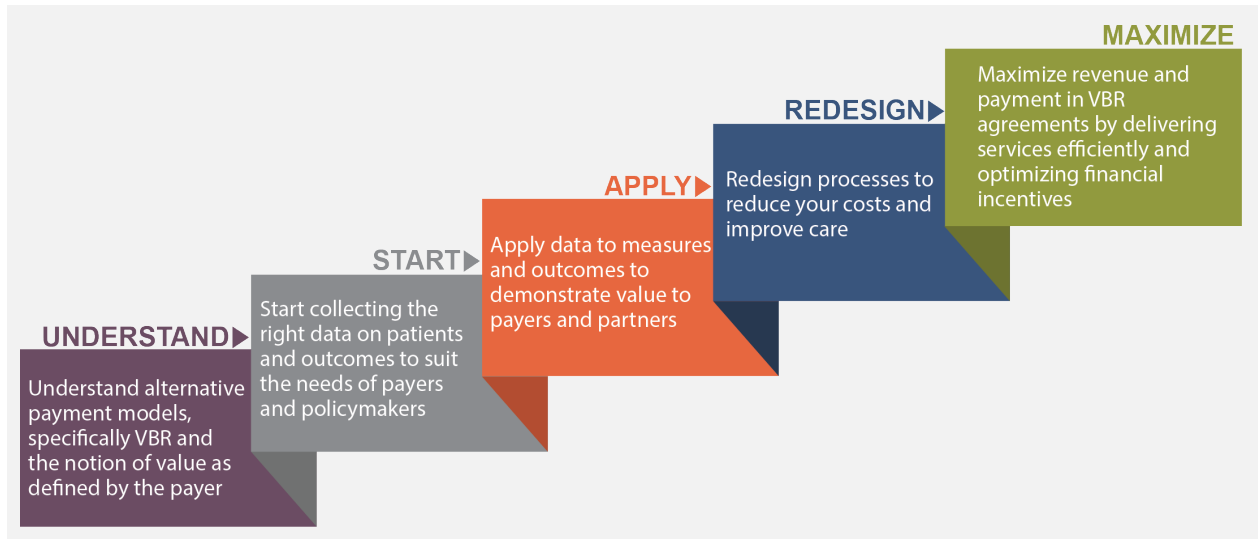 UNDERSTAND
Understand alternative
payment models,
specifically VBR and
the notion of value as
defined by the payer
START
Start collecting the
right data on patients
and outcomes to suit
the needs of payers
and policymakers
APPLY
Apply data to measures
and outcomes to
demonstrate value to
payers and partners
REDESIGN
Redesign processes to
reduce your costs and
improve care
MAXIMIZE
Maximize revenue and
payment in VBR
agreements by delivering
services efficiently and
optimizing financial
incentives